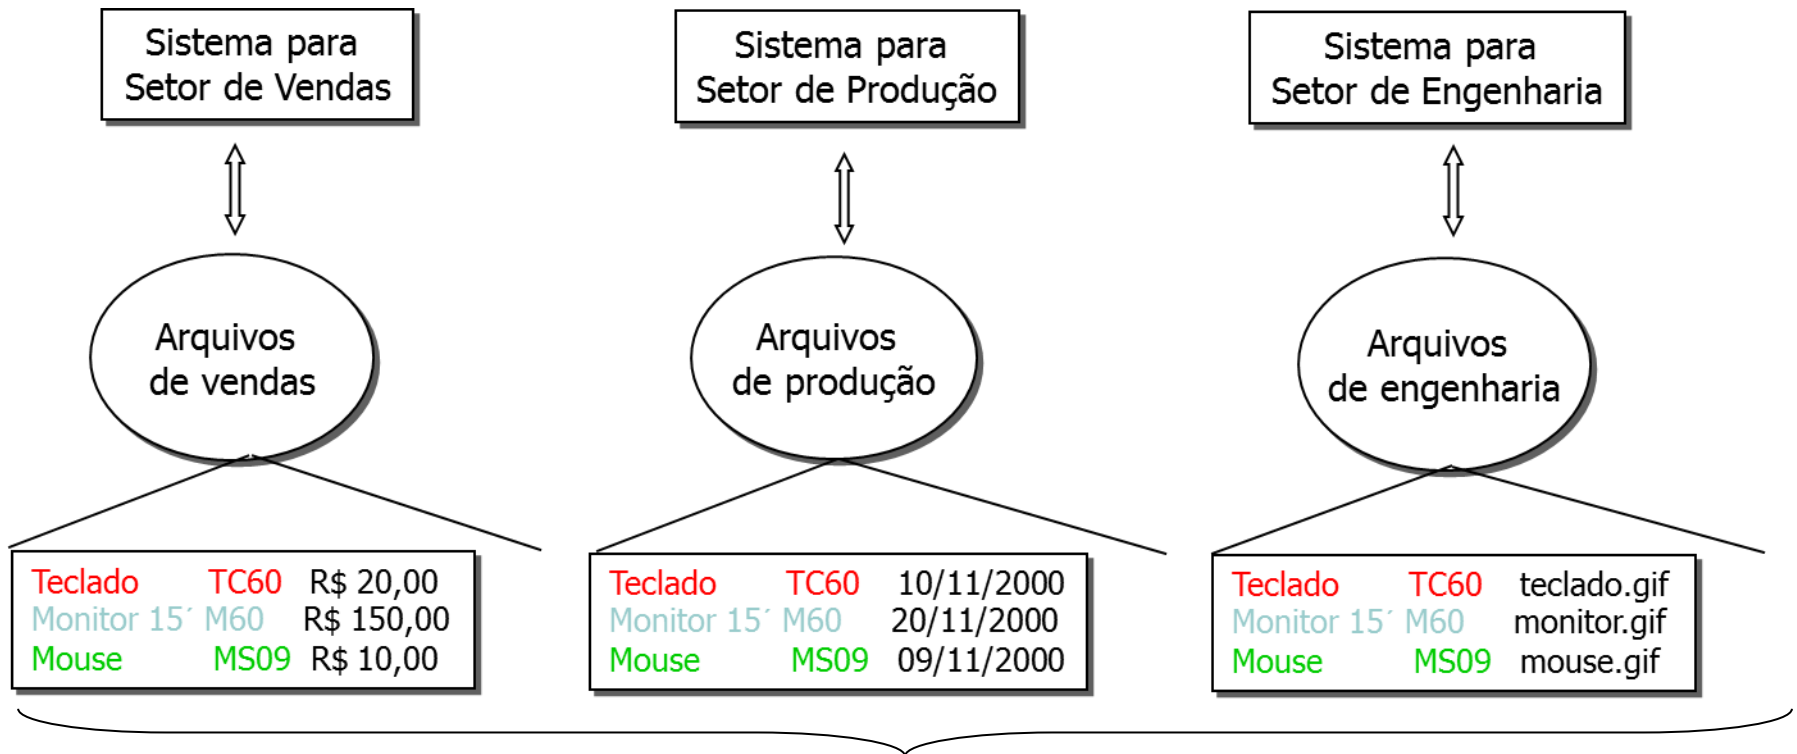 Sistema para
Setor de Vendas
Sistema para
Setor de Produção
Sistema para
Setor de Engenharia
Arquivos
de vendas
Arquivos
de produção
Arquivos
de engenharia
Teclado TC60 R$ 20,00
Monitor 15´ M60 R$ 150,00
Mouse MS09 R$ 10,00
Teclado TC60 10/11/2000
Monitor 15´ M60 20/11/2000
Mouse MS09 09/11/2000
Teclado TC60 teclado.gif
Monitor 15´ M60 monitor.gif
Mouse MS09 mouse.gif